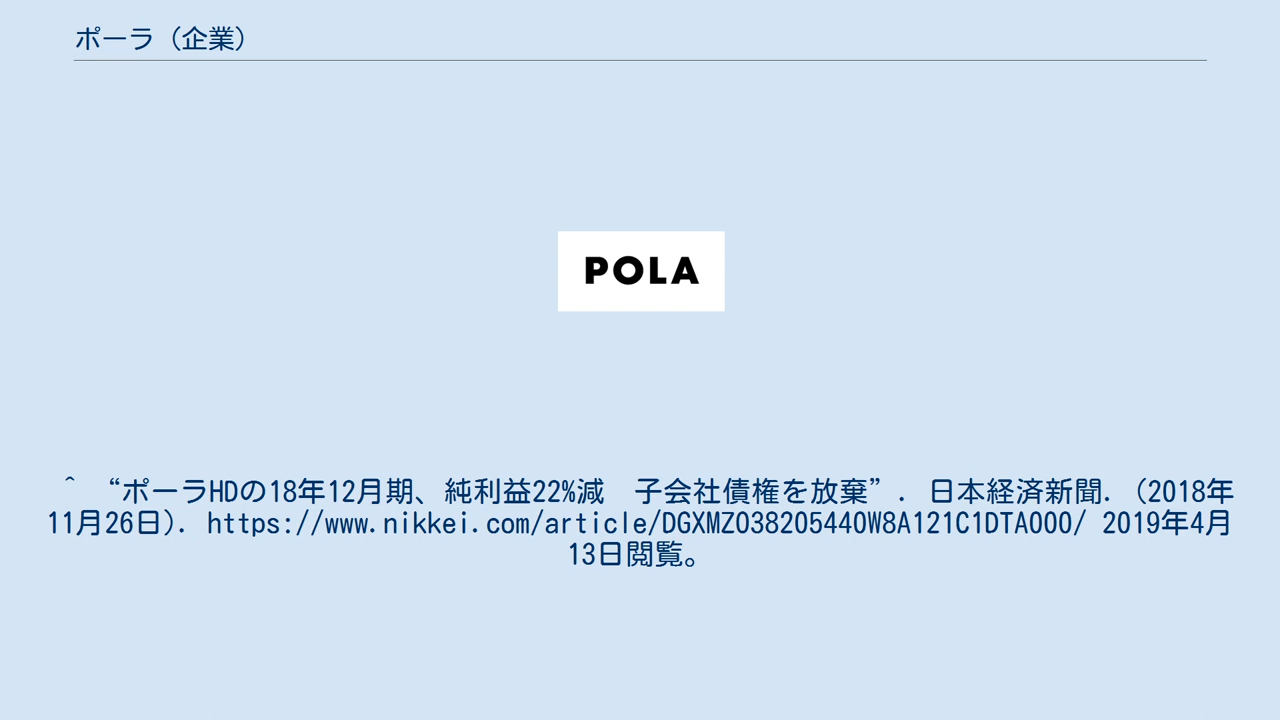 ポーラ（企業）
POLA
^ “ポーラHDの18年12月期、純利益22%減　子会社債権を放棄”. 日本経済新聞. (2018年
11月26日). https://www.nikkei.com/article/DGXMZO38205440W8A121C1DTA000/ 2019年4月
13日閲覧。